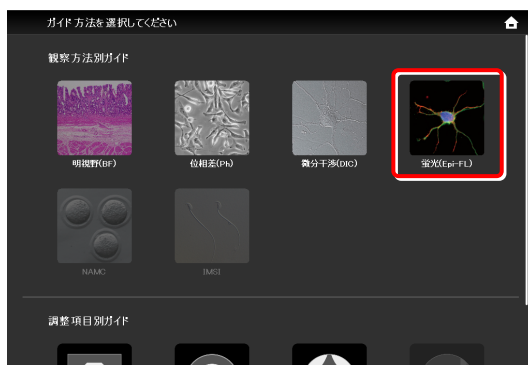 ガイド方法を選択してください
観察方法別ガイド
明視野(BF)
位相差(Ph)
微分干渉(DIC)
蛍光(Epi-FL)
NAMC
IMSI
調整項目別ガイド